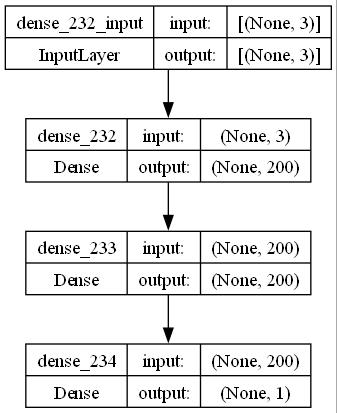 dense_232_input input: [(None, 3)]
InputLayer output: [(None, 3)]
dense_232 input: (None, 3)
Dense output: (None, 200)
dense_233 input: (None, 200)
Dense output: (None, 200)
dense_234 input: (None, 200)
Dense output: (None, 1)